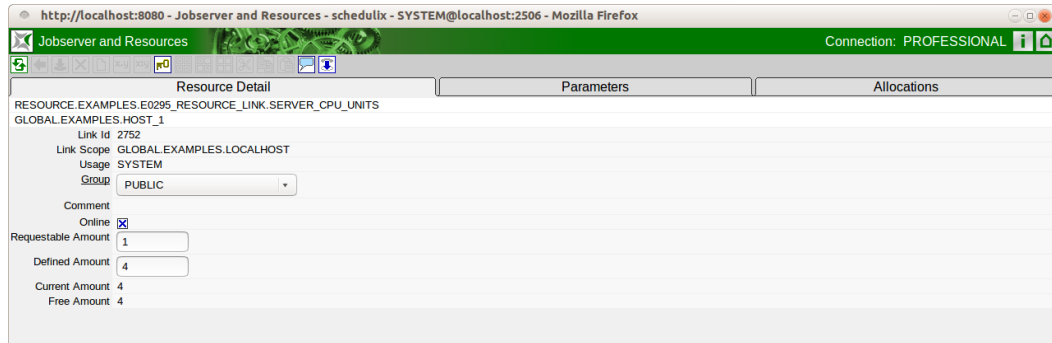 http://localhost:8080 - Jobserver and Resources - schedulix - SYSTEM@localhost:2506 - Mozilla Firefox
Jobserver and Resources Connection: PROFESSIONAL
Resource Detail Parameters Allocations
RESOURCE.EXAMPLES.E0295_RESOURCE_LINK.SERVER_CPU_UNITS
GLOBAL.EXAMPLES.HOST_1
Link Id 2752
Link Scope GLOBAL.EXAMPLES.LOCALHOST
Usage SYSTEM
Group PUBLIC
Comment
Online
Requestable Amount 1
Defined Amount 4
Current Amount 4
Free Amount 4